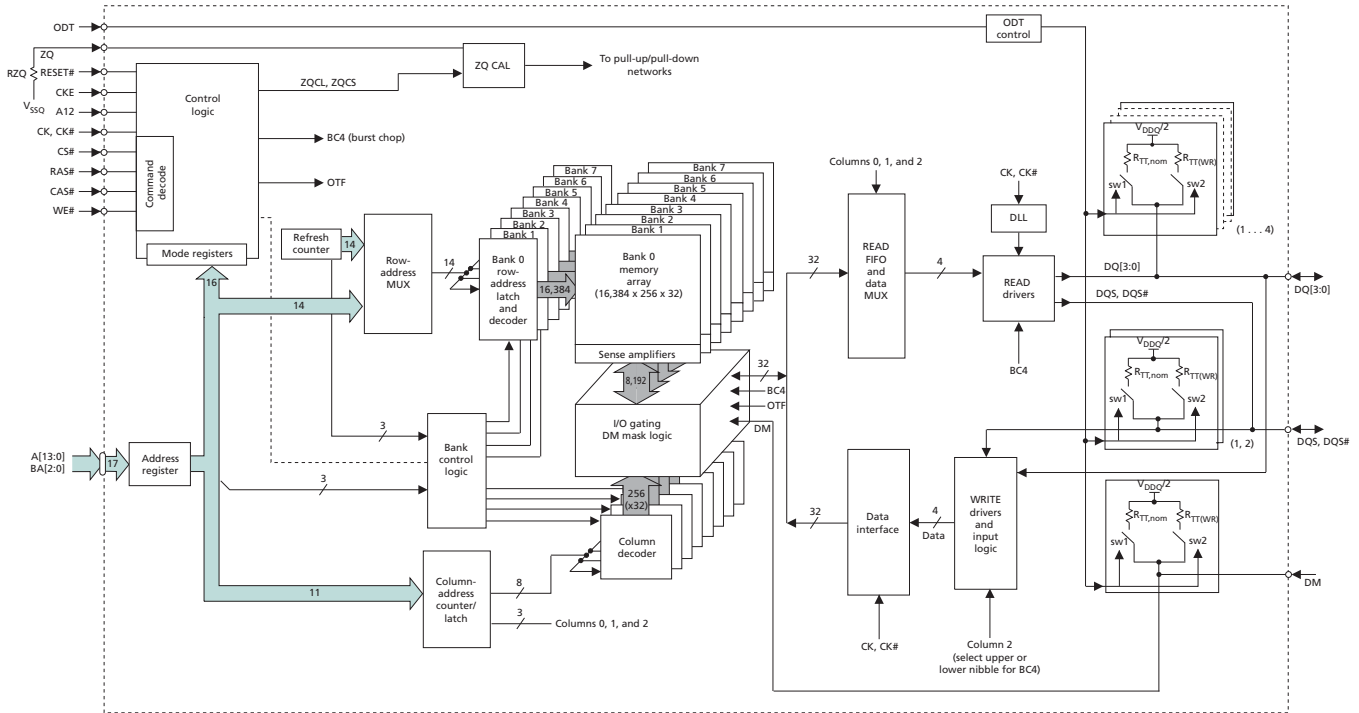 ODT
ODT
control
ZQ
RZQ
RESET#
ZQ CAL
To pull-up/pull-down
networks
ZQCL, ZQCS
CKE
VSSQ
A12
Control
logic
CK, CK#
BC4 (burst chop)
CS#
RAS#
CAS#
WE#
Command
decode
OTF
Mode registers
16
Refresh
counter
14
Row-
address
MUX
14
14
Bank 7
Bank 6
Bank 5
Bank 4
Bank 3
Bank 2
Bank 1
Bank 0
row-
address
latch
and
decoder
16,384
Bank 7
Bank 6
Bank 5
Bank 4
Bank 3
Bank 2
Bank 1
Bank 0
memory
array
(16,384 x 256 x 32)
Sense amplifiers
8,192
I/O gating
DM mask logic
32
BC4
OTF
DM
Columns 0, 1, and 2
32
READ
FIFO
and
data
MUX
4
CK, CK#
DLL
READ
drivers
BC4
DQ[3:0]
DQS, DQS#
VDDQ/2
RTT,nom
RTT(WR)
sw1
sw2
(1 . . . 4)
DQ[3:0]
VDDQ/2
RTT,nom
RTT(WR)
sw1
sw2
(1, 2)
DQS, DQS#
VDDQ/2
RTT,nom
RTT(WR)
sw1
sw2
DM
A[13:0]
BA[2:0]
17
Address
register
3
3
Bank
control
logic
256
(x32)
Column
decoder
11
Column-
address
counter/
latch
8
3
Columns 0, 1, and 2
32
Data
interface
CK, CK#
4
Data
WRITE
drivers
and
input
logic
Column 2
(select upper or
lower nibble for BC4)